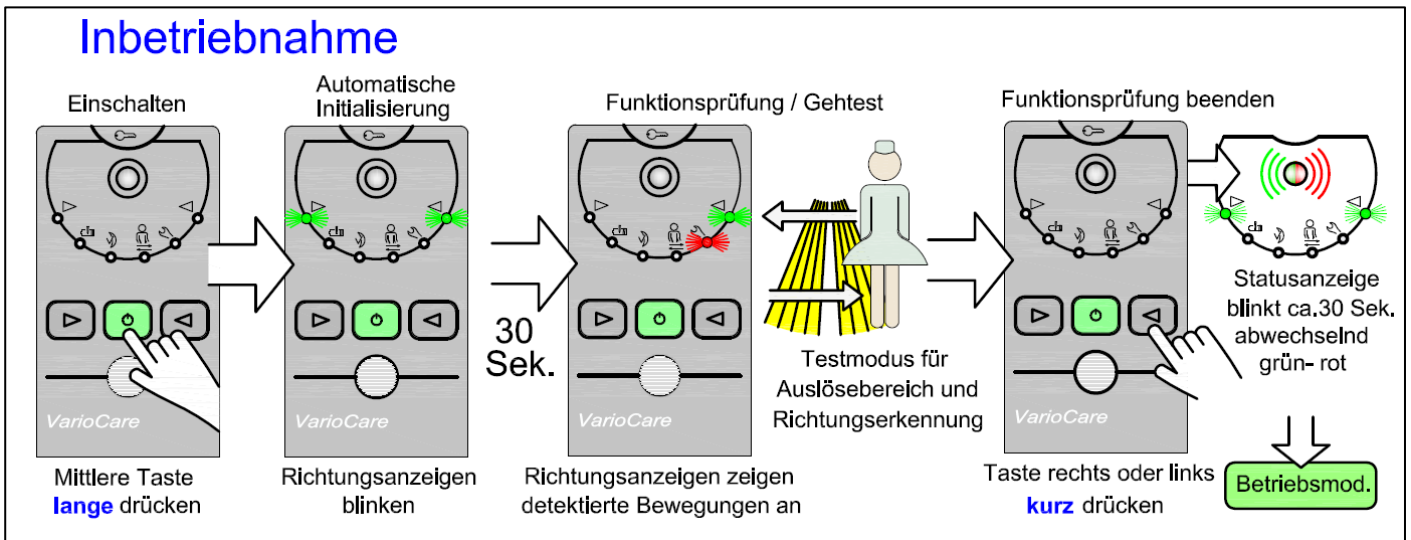 Inbetriebnahme
Einschalten
VarioCare
Mittlere Taste
lange drücken
Automatische
Initialisierung
VarioCare
Richtungsanzeigen
blinken
30
Sek.
Funktionsprüfung / Gehtest
VarioCare
Testmodus für
Auslösebereich und
Richtungserkennung
Richtungsanzeigen zeigen
detektierte Bewegungen an
Funktionsprüfung beenden
VarioCare
Taste rechts oder links
kurz drücken
Statusanzeige
blinkt ca.30 Sek.
abwechselnd
grün- rot
Betriebsmod.